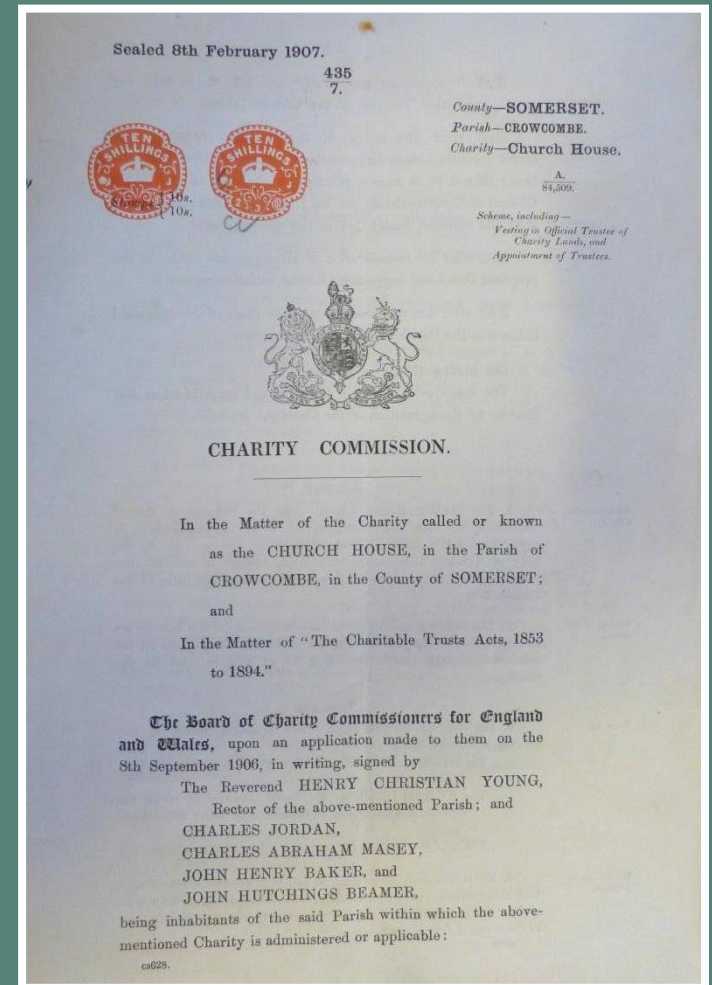 Sealed 8th February 1907.
435
7.
County—SOMERSET.
Parish—CROWCOMBE.
Charity—Church House.
A.
84,509.
Scheme, including—
Vesting in Official Trustee of
Charity Lands, and
Appointment of Trustees.
TEN
SHILLINGS
TEN
SHILLINGS
Stamps { 10s.
{ 10s.
CHARITY COMMISSION.
In the Matter of the Charity called or known
as the CHURCH HOUSE, in the Parish of
CROWCOMBE, in the County of SOMERSET;
and
In the Matter of "The Charitable Trusts Acts, 1853
to 1894."
The Board of Charity Commissioners for England
and Wales, upon an application made to them on the
8th September 1906, in writing, signed by
The Reverend HENRY CHRISTIAN YOUNG,
Rector of the above-mentioned Parish; and
CHARLES JORDAN,
CHARLES ABRAHAM MASEY,
JOHN HENRY BAKER, and
JOHN HUTCHINGS BEAMER,
being inhabitants of the said Parish within which the above-
mentioned Charity is administered or applicable:
cs628.